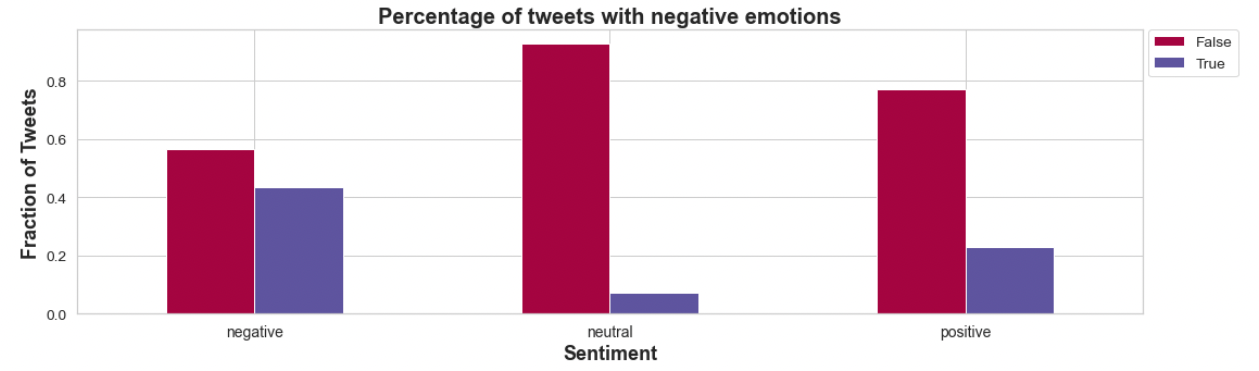 Percentage of tweets with negative emotions
False
True
Fraction of Tweets
0.8
0.6
0.4
0.2
0.0
negative neutral positive
Sentiment